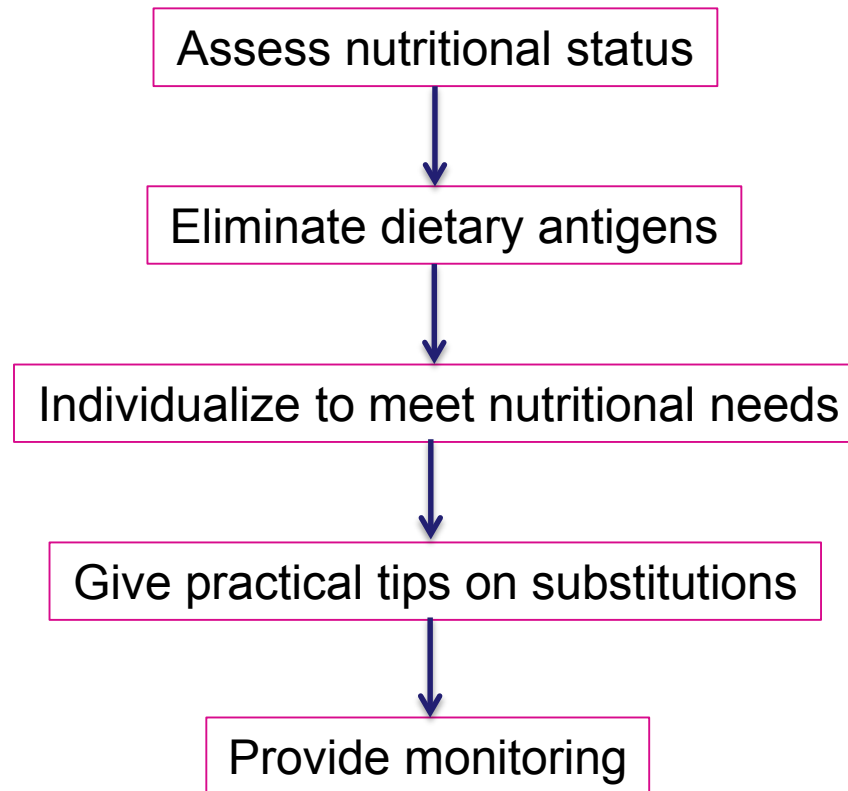 Assess nutritional status
Eliminate dietary antigens
Individualize to meet nutritional needs
Give practical tips on substitutions
Provide monitoring